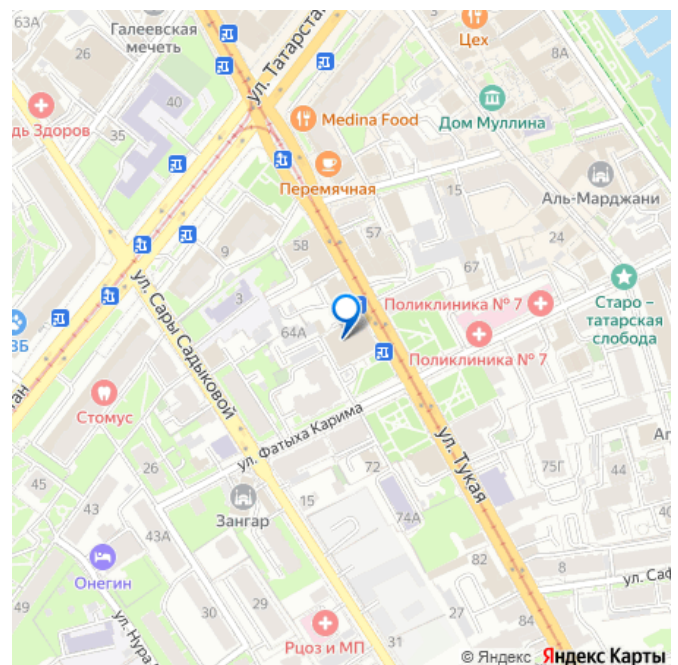 63А
Галеевская
мечеть
ул. Татарстан
Цех
8А
40
Medina Food
Дом Муллина
дь Здоров
35
Перемячная
15
Аль-Марджани
58
57
24
9
67
3
ул. Сары Садыковой
Поликлиника № 7
Старо –
татарская
слобода
ЗБ
64А
Поликлиника № 7
тан
Стомус
ул. Фатыха Карима
ул. Тукая
26
72
75Г
44
45
43
Зангар
15
74А
43А
40
Онегин
82
8
ул. Саф
49
ул. Нура
30
29
27
84
Рцоз и МП
31
© Яндекс Яндекс Карты